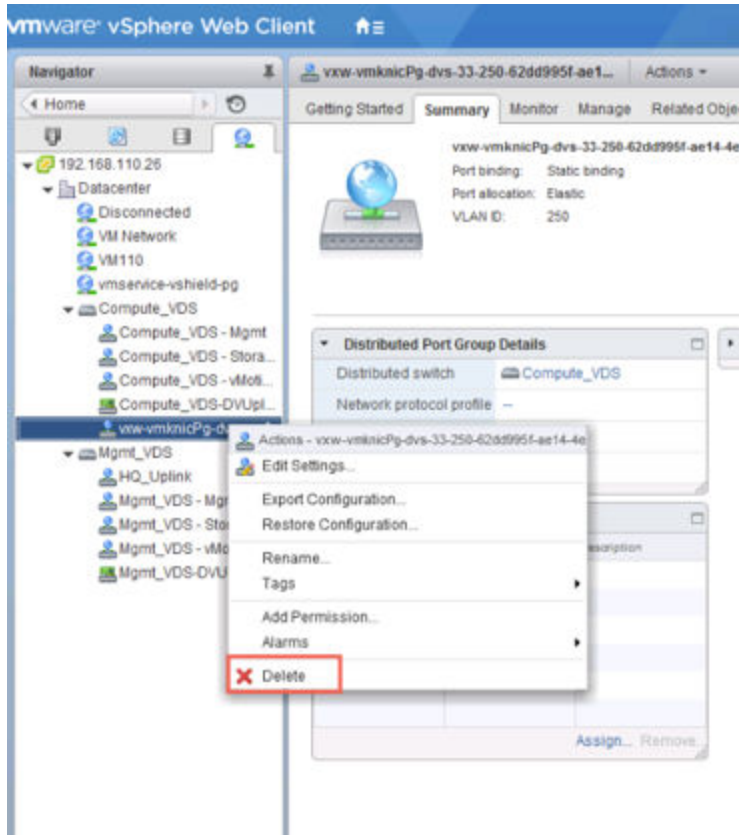 vmware® vSphere Web Client
Navigator
Home
192.168.110.26
Datacenter
Disconnected
VM Network
VM110
vmservice-vshield-pg
Compute_VDS
Compute_VDS - Mgmt
Compute_VDS - Stora...
Compute_VDS - vMoti...
Compute_VDS-DVUpl...
vxw-vmknicPg-d
Mgmt_VDS
HQ_Uplink
Mgmt_VDS - Mgr
Mgmt_VDS - Sto
Mgmt_VDS - vMo
Mgmt_VDS-DVU
vxw-vmknicPg-dvs-33-250-62dd995f-ae1...
Actions
Getting Started Summary Monitor Manage Related Obje
vxw-vmknicPg-dvs-33-250-62dd995f-ae14-4e
Port binding: Static binding
Port allocation: Elastic
VLAN ID: 250
Distributed Port Group Details
Distributed switch Compute_VDS
Network protocol profile --
Actions - vxw-vmknicPg-dvs-33-250-62dd995f-ae14-4e
Edit Settings...
Export Configuration...
Restore Configuration...
Rename...
Tags
Add Permission...
Alarms
Delete
escription
Assign... Remove